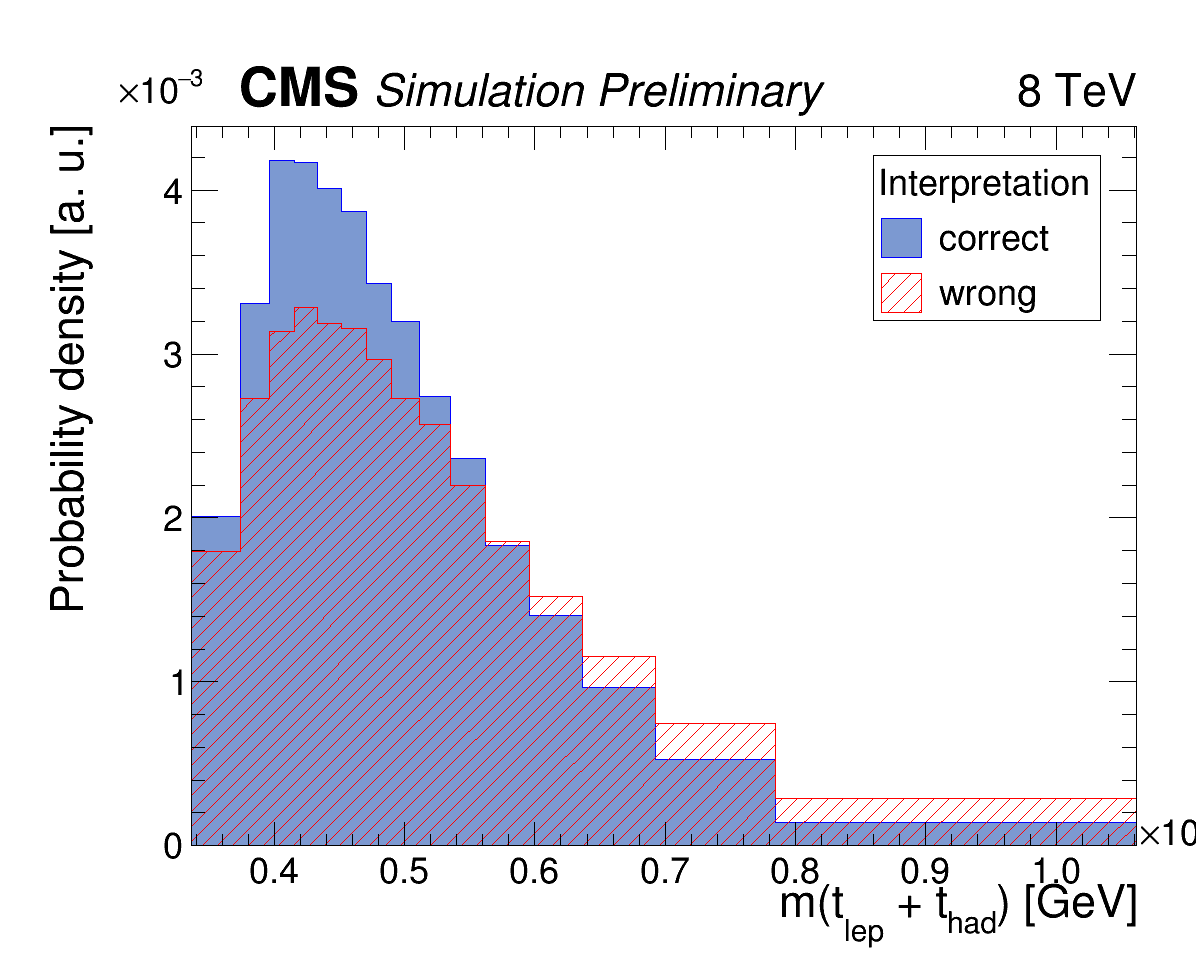 ×10⁻³ CMS Simulation Preliminary 8 TeV
Probability density [a. u.]
Interpretation
correct
wrong
4
3
2
1
0
0.4 0.5 0.6 0.7 0.8 0.9 1.0 ×10
m(t_lep + t_had) [GeV]